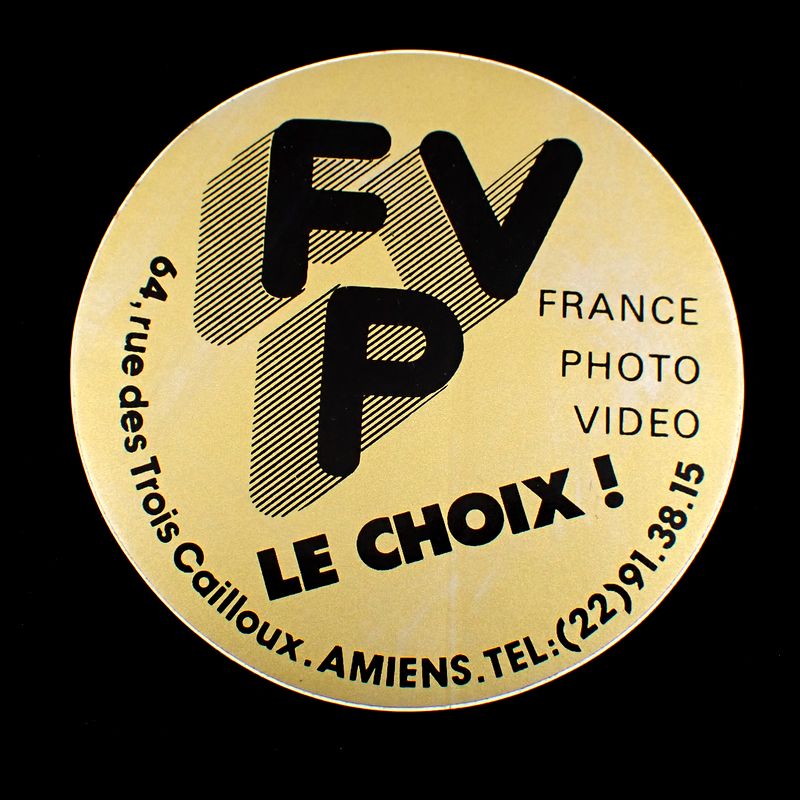 FV
P
FRANCE
PHOTO
VIDEO
LE CHOIX !
64, rue des Trois Cailloux. AMIENS. TEL:(22)91.38.15